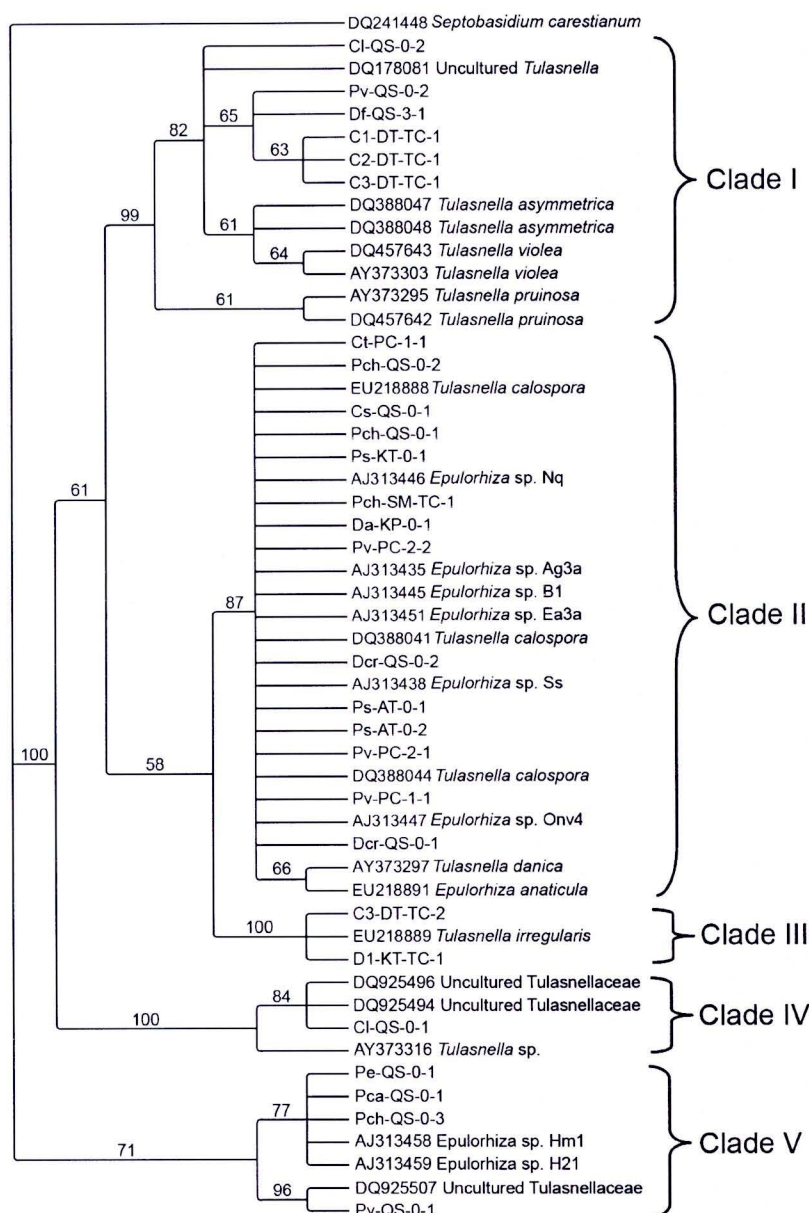 DQ241448 Septobasidium carestianum
Cl-QS-0-2
DQ178081 Uncultured Tulasnella
Pv-QS-0-2
65
Df-QS-3-1
82
C1-DT-TC-1
63
C2-DT-TC-1
C3-DT-TC-1
Clade I
DQ388047 Tulasnella asymmetrica
99
61
DQ388048 Tulasnella asymmetrica
DQ457643 Tulasnella violea
64
AY373303 Tulasnella violea
AY373295 Tulasnella pruinosa
61
DQ457642 Tulasnella pruinosa
Ct-PC-1-1
Pch-QS-0-2
EU218888 Tulasnella calospora
Cs-QS-0-1
Pch-QS-0-1
Ps-KT-0-1
AJ313446 Epulorhiza sp. Nq
61
Pch-SM-TC-1
Da-KP-0-1
Pv-PC-2-2
AJ313435 Epulorhiza sp. Ag3a
AJ313445 Epulorhiza sp. B1
87
AJ313451 Epulorhiza sp. Ea3a
Clade II
DQ388041 Tulasnella calospora
Dcr-QS-0-2
AJ313438 Epulorhiza sp. Ss
Ps-AT-0-1
Ps-AT-0-2
Pv-PC-2-1
100
58
DQ388044 Tulasnella calospora
Pv-PC-1-1
AJ313447 Epulorhiza sp. Onv4
Dcr-QS-0-1
AY373297 Tulasnella danica
66
EU218891 Epulorhiza anaticula
C3-DT-TC-2
100
EU218889 Tulasnella irregularis
Clade III
D1-KT-TC-1
DQ925496 Uncultured Tulasnellaceae
84
DQ925494 Uncultured Tulasnellaceae
Clade IV
100
Cl-QS-0-1
AY373316 Tulasnella sp.
Pe-QS-0-1
Pca-QS-0-1
77
Pch-QS-0-3
AJ313458 Epulorhiza sp. Hm1
Clade V
71
AJ313459 Epulorhiza sp. H21
DQ925507 Uncultured Tulasnellaceae
96
Pv-QS-0-1